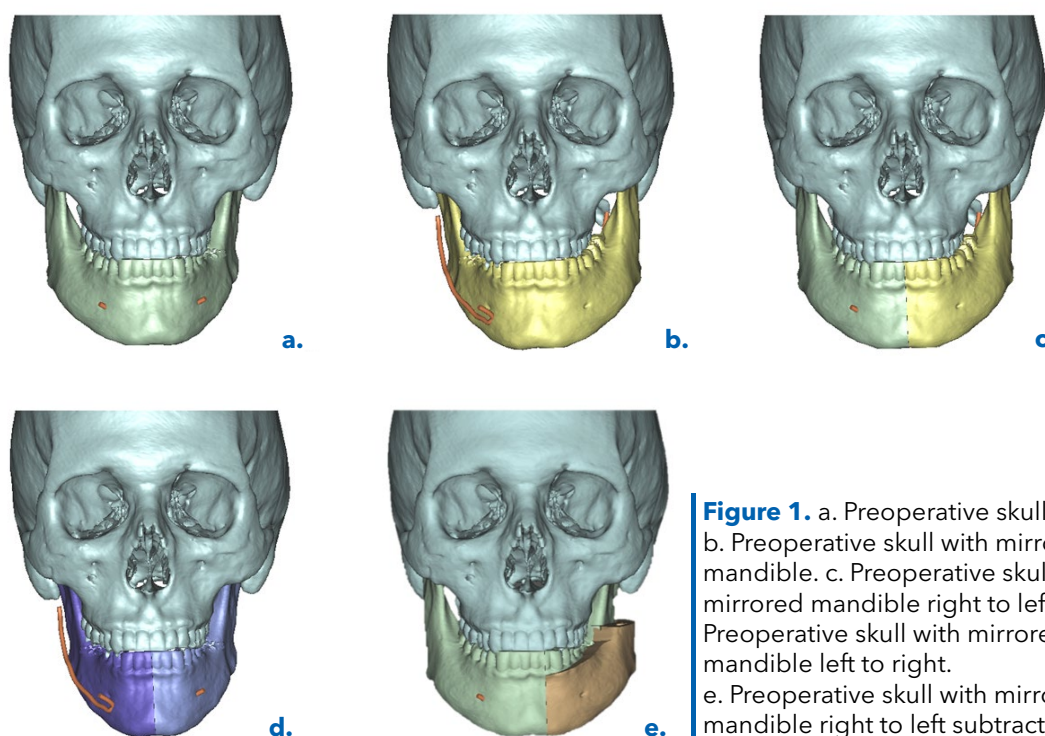 a.
b.
c
d.
e.
Figure 1. a. Preoperative skull
b. Preoperative skull with mirro
mandible. c. Preoperative skul
mirrored mandible right to lef
Preoperative skull with mirrore
mandible left to right.
e. Preoperative skull with mirro
mandible right to left subtract